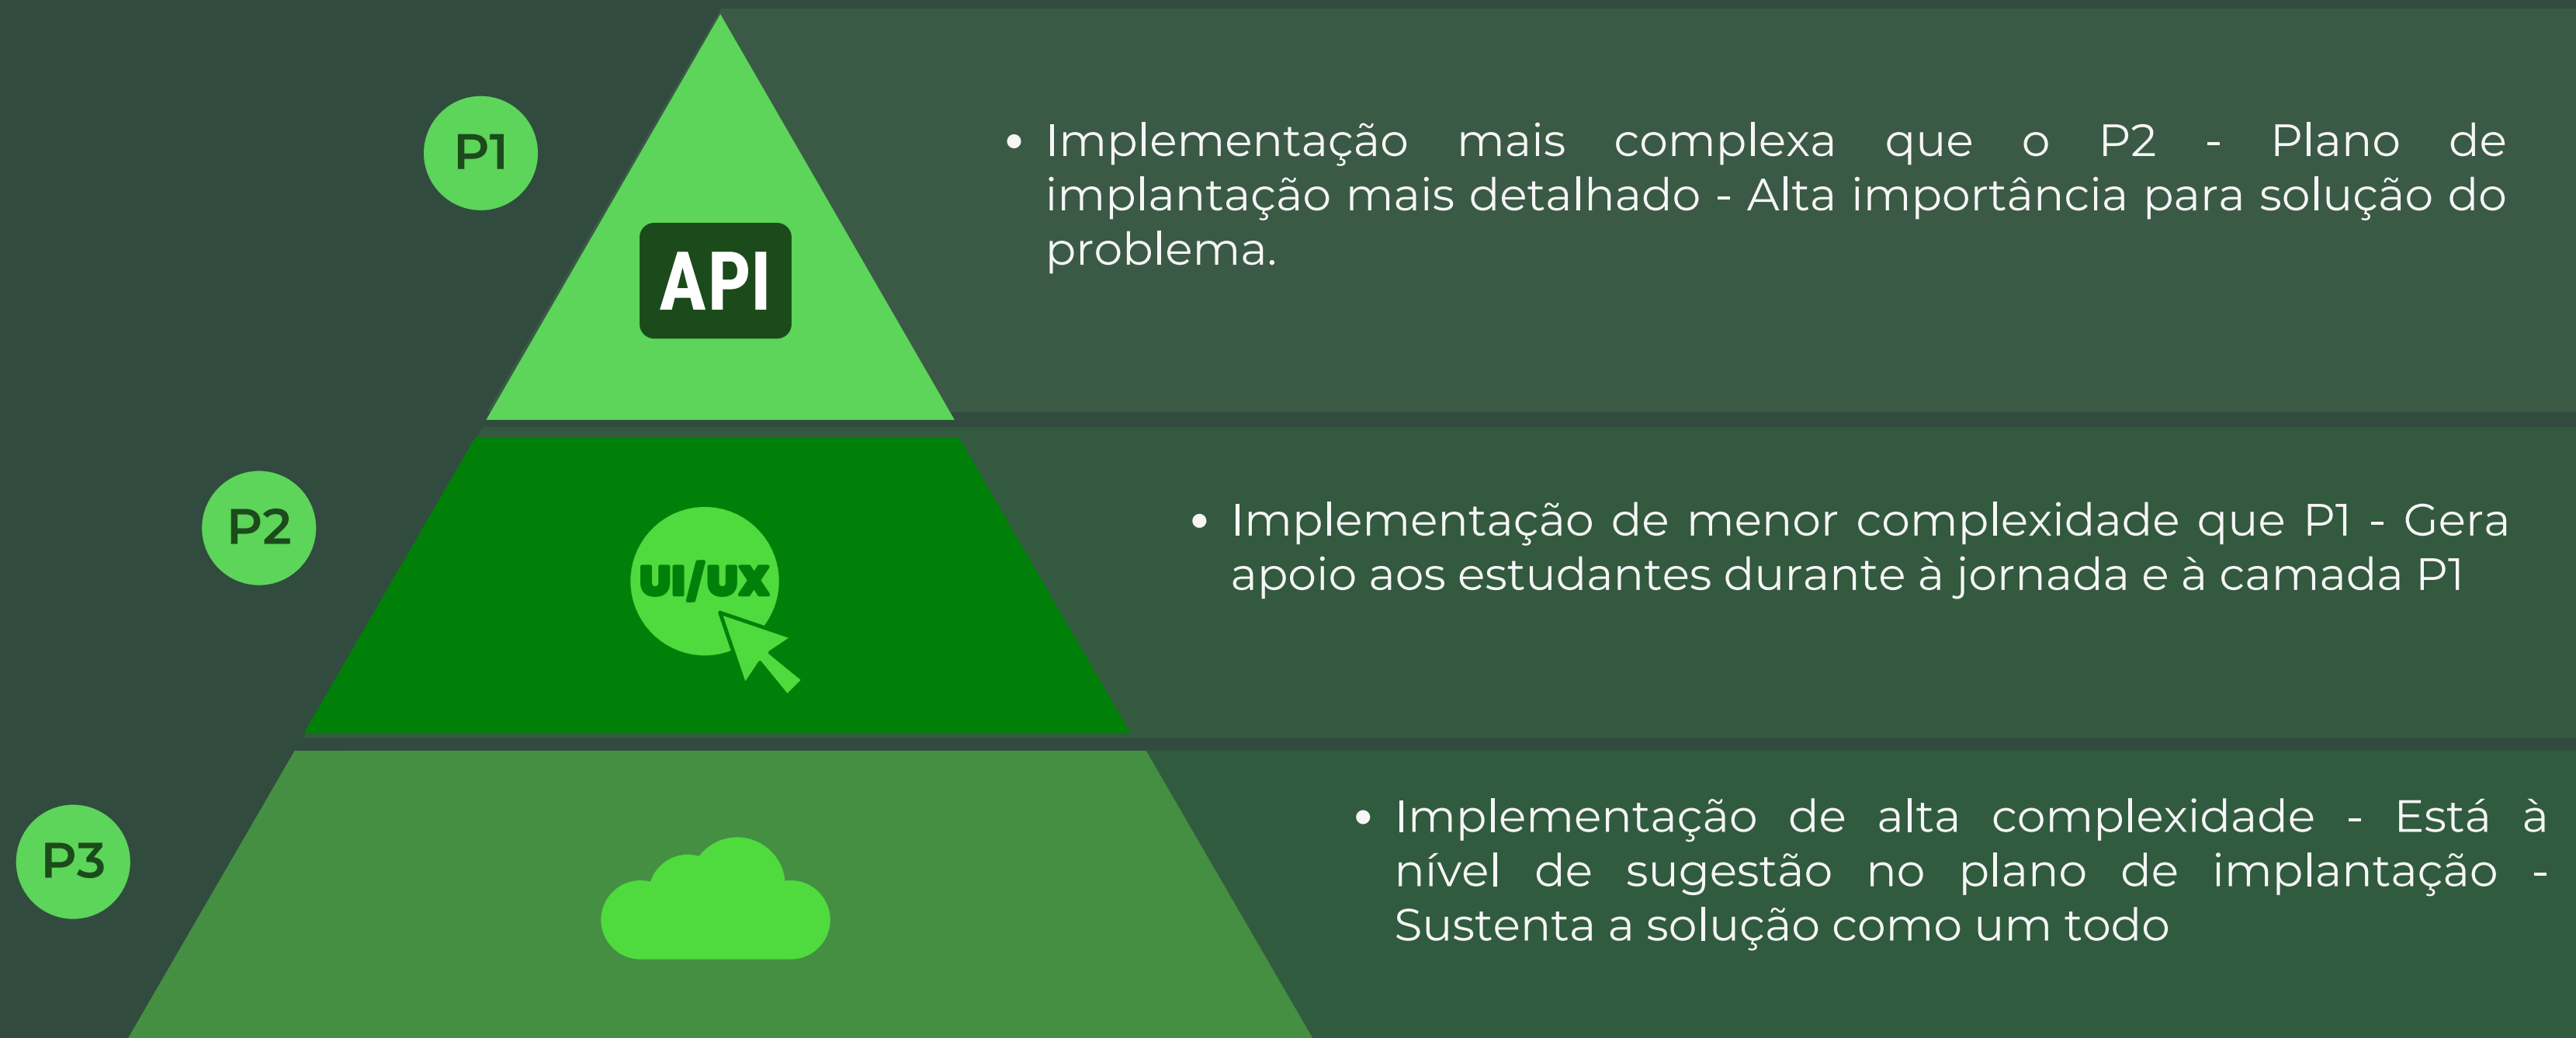 P1
API
• Implementação mais complexa que o P2 - Plano de
implantação mais detalhado - Alta importância para solução do
problema.
P2
UI/UX
• Implementação de menor complexidade que P1 - Gera
apoio aos estudantes durante à jornada e à camada P1
P3
• Implementação de alta complexidade - Está à
nível de sugestão no plano de implantação -
Sustenta a solução como um todo